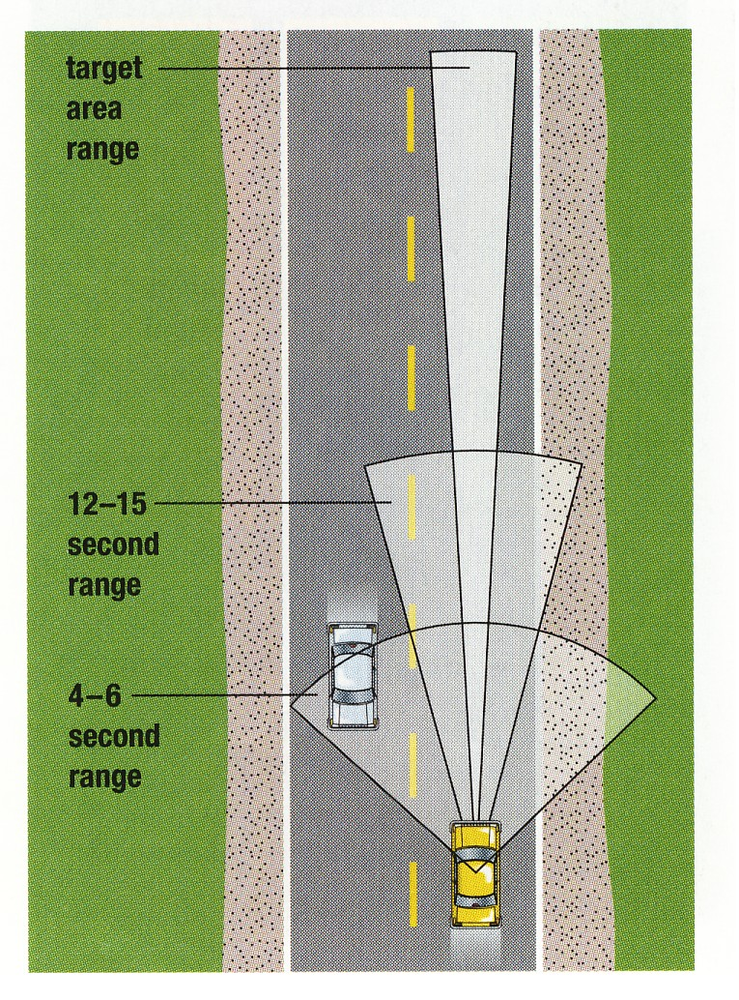 target
area
range
12–15
second
range
4–6
second
range